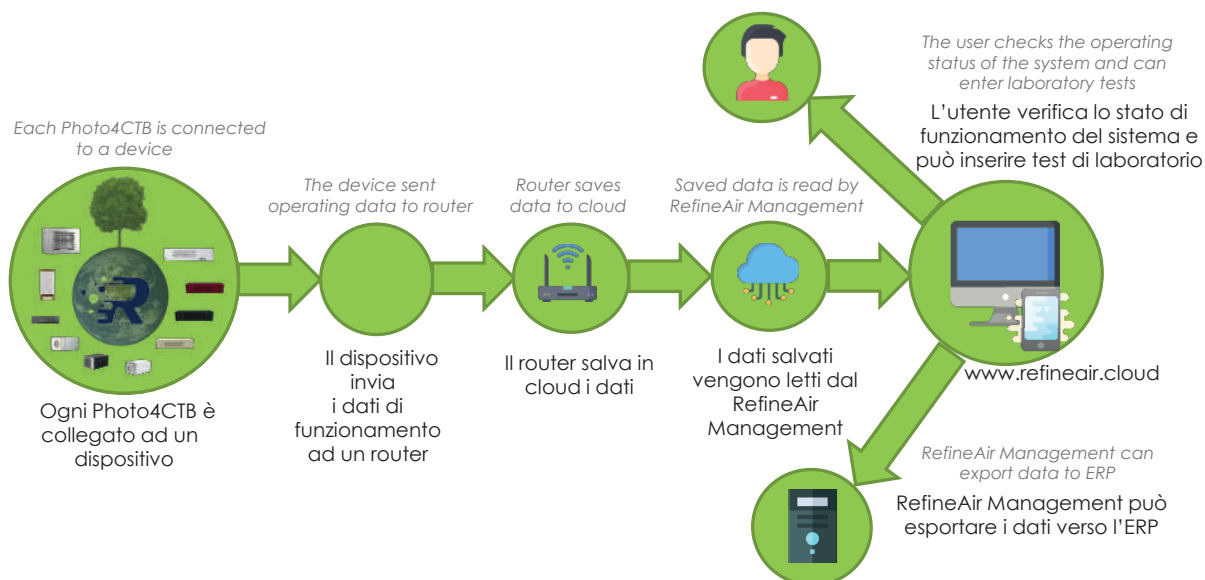 Each Photo4CTB is connected
to a device
Ogni Photo4CTB è
collegato ad un
dispositivo
The device sent
operating data to router
Il dispositivo
invia
i dati di
funzionamento
ad un router
Router saves
data to cloud
Il router salva in
cloud i dati
Saved data is read by
RefineAir Management
I dati salvati
vengono letti dal
RefineAir
Management
The user checks the operating
status of the system and can
enter laboratory tests
L’utente verifica lo stato di
funzionamento del sistema e
può inserire test di laboratorio
www.refineair.cloud
RefineAir Management can
export data to ERP
RefineAir Management può
esportare i dati verso l’ERP